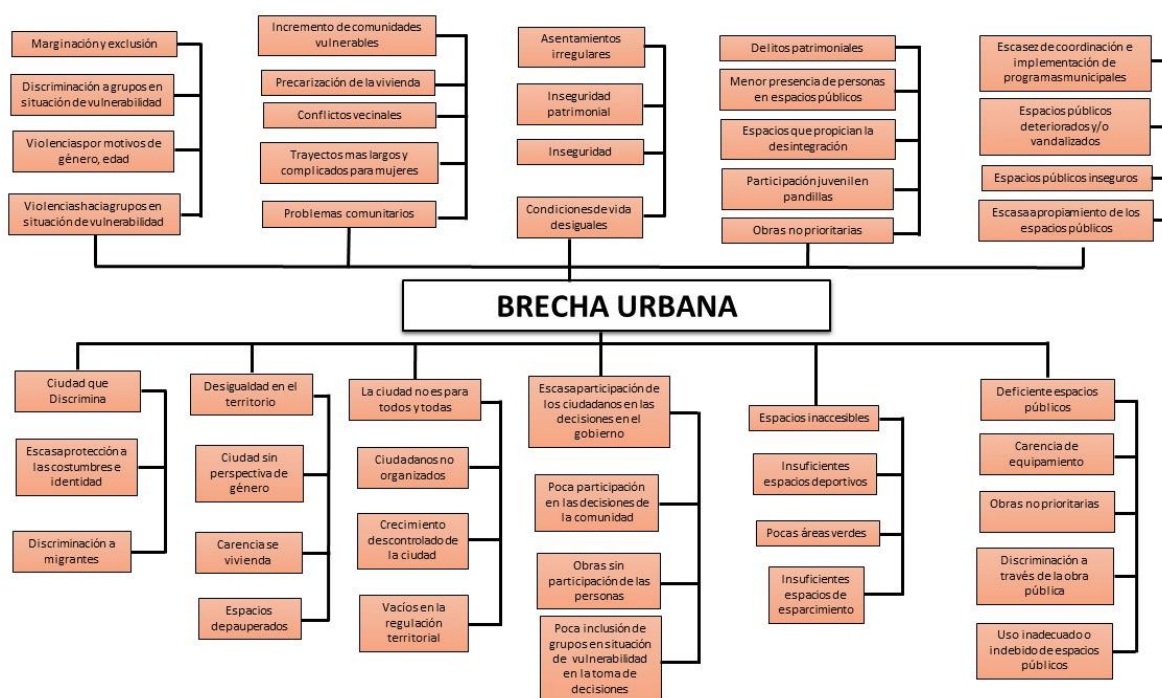 Marginación y exclusión
Discriminación a grupos en
situación de vulnerabilidad
Violencias por motivos de
género, edad
Violencias hacia grupos en
situación de vulnerabilidad
Incremento de comunidades
vulnerables
Precarización de la vivienda
Conflictos vecinales
Trayectos mas largos y
complicados para mujeres
Problemas comunitarios
Asentamientos
irregulares
Inseguridad
patrimonial
Inseguridad
Condiciones de vida
desiguales
Delitos patrimoniales
Menor presencia de personas
en espacios públicos
Espacios que propician la
desintegración
Participación juvenil en
pandillas
Obras no prioritarias
Escasez de coordinación e
implementación de
programas municipales
Espacios públicos
deteriorados y/o
vandalizados
Espacios públicos inseguros
Escasa apropiamiento de los
espacios públicos
BRECHA URBANA
Ciudad que
Discrimina
Escasa protección a
las costumbres e
identidad
Discriminación a
migrantes
Desigualdad en el
territorio
Ciudad sin
perspectiva de
género
Carencia se
vivienda
Espacios
depauperados
La ciudad no es para
todos y todas
Ciudadanos no
organizados
Crecimiento
descontrolado de
la ciudad
Vacíos en la
regulación
territorial
Escasa participación de
los ciudadanos en las
decisiones en el
gobierno
Poca participación
en las decisiones de
la comunidad
Obras sin
participación de las
personas
Poca inclusión de
grupos en situación
de vulnerabilidad
en la toma de
decisiones
Espacios inaccesibles
Insuficientes
espacios deportivos
Pocas áreas verdes
Insuficientes
espacios de
esparcimiento
Deficiente espacios
públicos
Carencia de
equipamiento
Obras no prioritarias
Discriminación a
través de la obra
pública
Uso inadecuado o
indebido de espacios
públicos